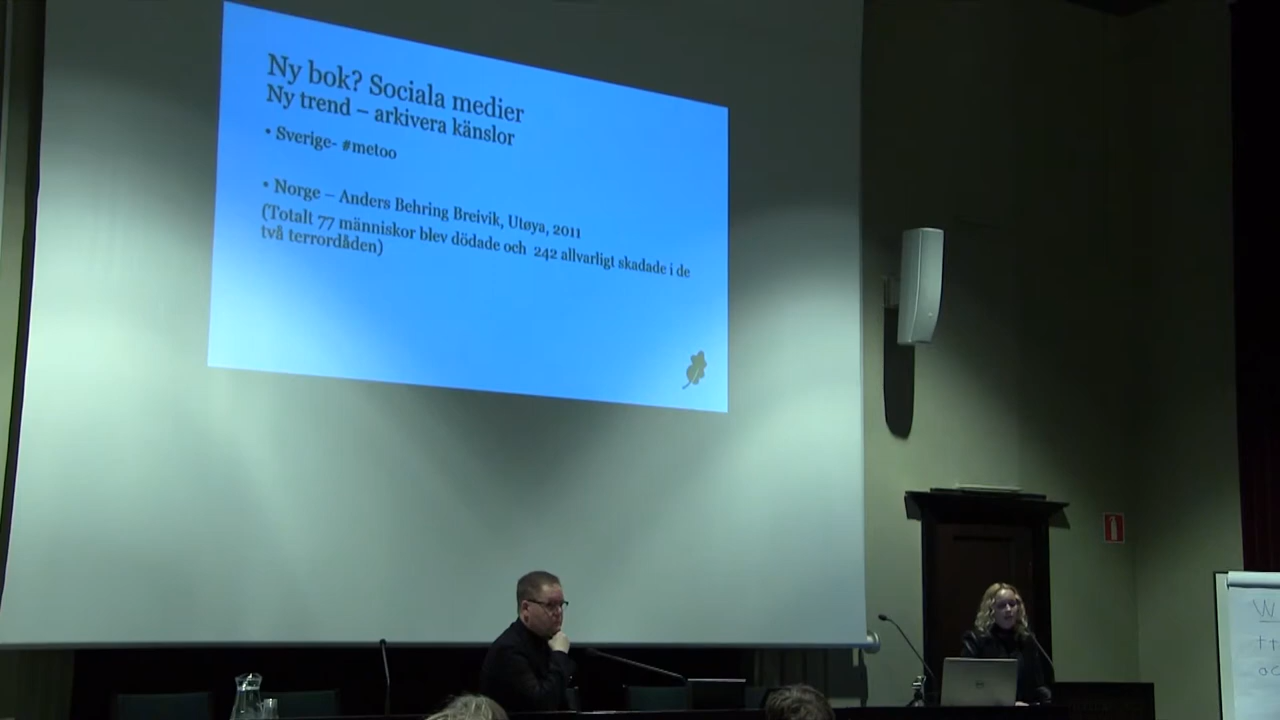 Ny bok? Sociala medier
Ny trend – arkivera känslor
• Sverige- #metoo
• Norge – Anders Behring Breivik, Utøya, 2011
(Totalt 77 människor blev dödade och 242 allvarligt skadade i de
två terrordåden)